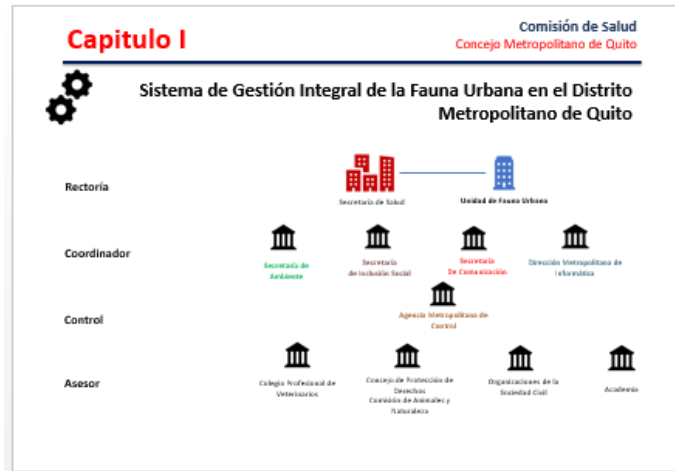 Capitulo I
Comisión de Salud
Concejo Metropolitano de Quito
Sistema de Gestión Integral de la Fauna Urbana en el Distrito
Metropolitano de Quito
Rectoría
Secretaría de Salud
Unidad de Fauna Urbana
Coordinador
Secretaría de
Ambiente
Secretaría
de Inclusión Social
Secretaría
De Comunicación
Dirección Metropolitana de
Informática
Control
Agencia Metropolitano de
Control
Asesor
Colegio Profesional de
Veterinarios
Concejo de Protección de
Derechos
Comisión de Animales y
Naturaleza
Organizaciones de la
Sociedad Civil
Academia